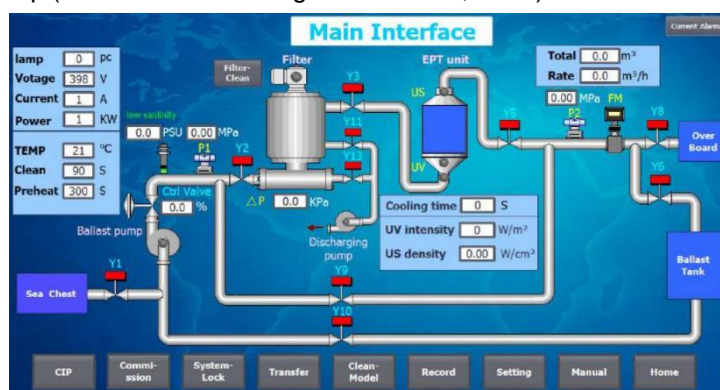 Main Interface
Current Alarm
lamp 0 pc
Votage 398 V
Current 1 A
Power 1 KW
TEMP 21 ℃
Clean 90 S
Preheat 300 S
low sanlinity
0.0 PSU 0.00 MPa
P1
Y2
Ctrl Valve
0.0 %
Ballast pump
Filter-
Clean
Filter
Y3
Y11
Y13
△P 0.0 KPa
Discharging
pump
EPT unit
US
UV
Y5
Total 0.0 m³
Rate 0.0 m³/h
0.00 MPa FM
P2
Y8
Over
Board
Y6
Cooling time 0 S
UV intensity 0 W/m²
US density 0.00 W/cm²
Ballast
Tank
Sea Chest
Y1
Y9
Y10
CIP
Commi-
ssion
System-
Lock
Transfer
Clean-
Model
Record
Setting
Manual
Home